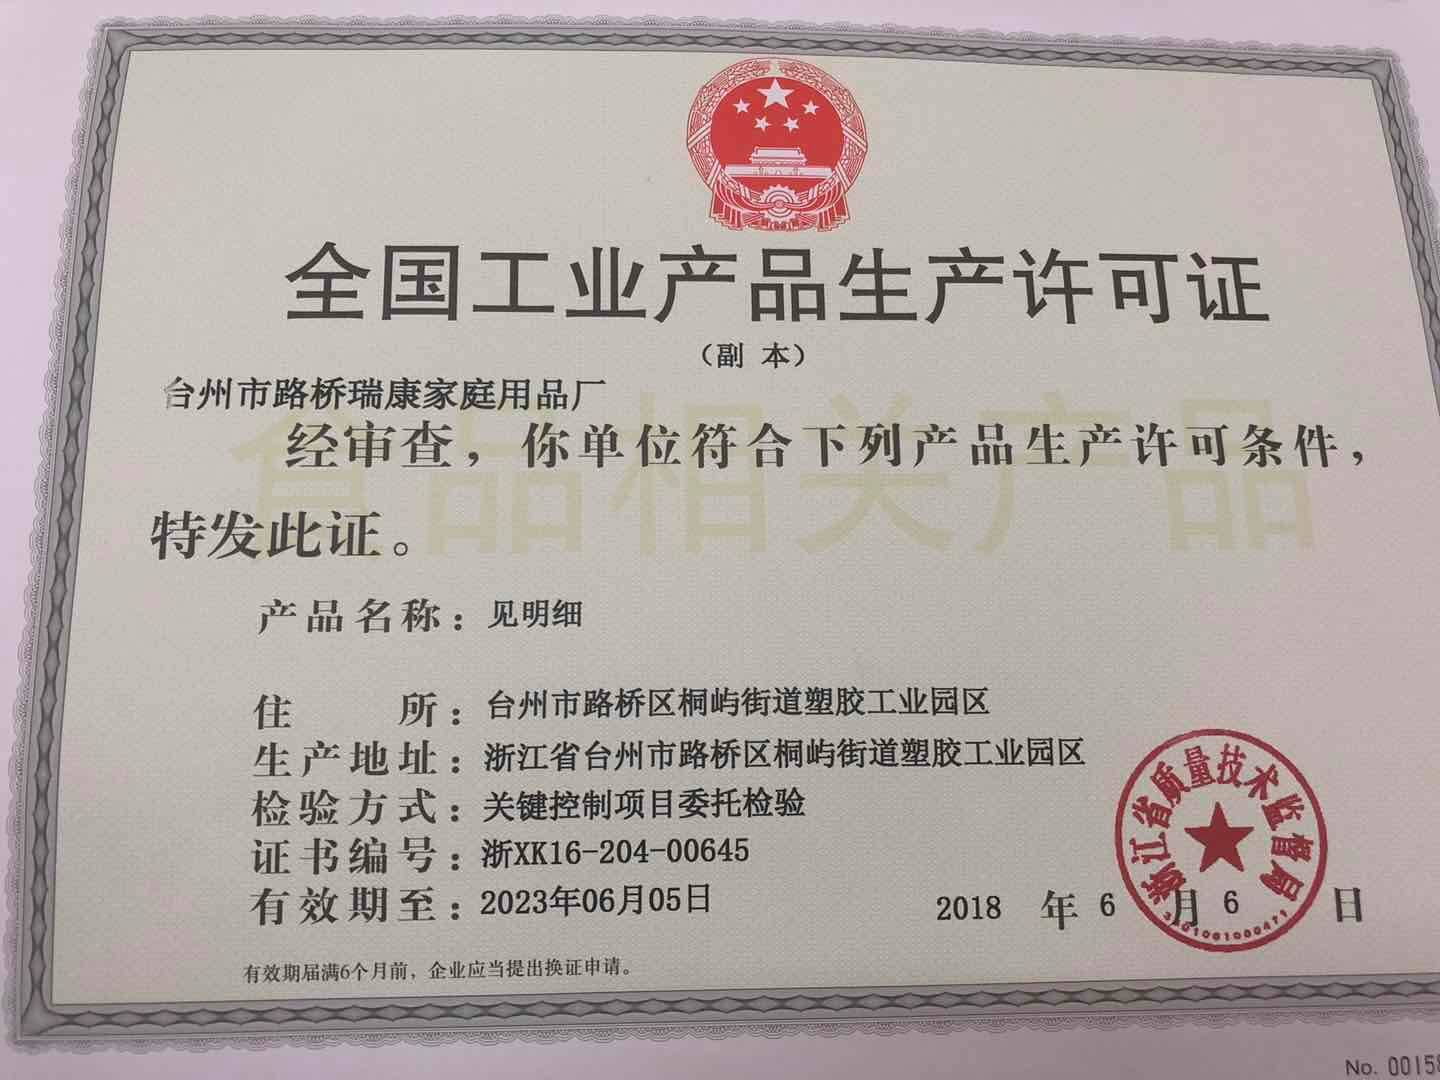 全国工业产品生产许可证
（副 本）
台州市路桥瑞康家庭用品厂
食品相关产品
经审查，你单位符合下列产品生产许可条件，
特发此证。
产品名称：见明细
住 所：台州市路桥区桐屿街道塑胶工业园区
生产地址：浙江省台州市路桥区桐屿街道塑胶工业园区
检验方式：关键控制项目委托检验
证书编号：浙XK16-204-00645
有效期至：2023年06月05日
2018 年 6 月 6 日
浙江省质量技术监督局
有效期届满6个月前，企业应当提出换证申请。
No. 00158